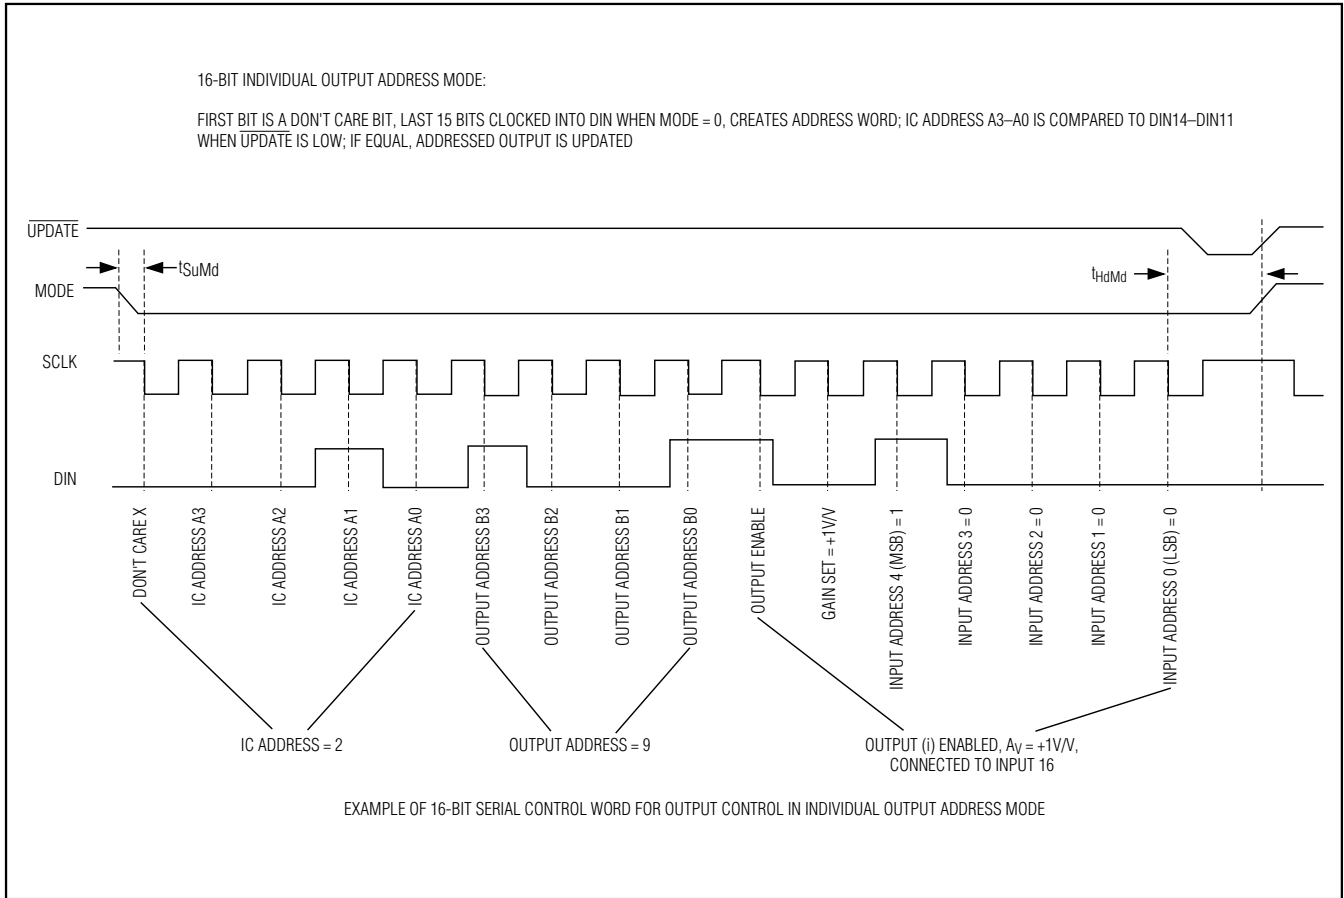 16-BIT INDIVIDUAL OUTPUT ADDRESS MODE:
FIRST BIT IS A DON'T CARE BIT, LAST 15 BITS CLOCKED INTO DIN WHEN MODE = 0, CREATES ADDRESS WORD; IC ADDRESS A3–A0 IS COMPARED TO DIN14–DIN11
WHEN UPDATE IS LOW; IF EQUAL, ADDRESSED OUTPUT IS UPDATED
UPDATE
tSuMd
tHdMd
MODE
SCLK
DIN
DON'T CARE X
IC ADDRESS A3
IC ADDRESS A2
IC ADDRESS A1
IC ADDRESS A0
OUTPUT ADDRESS B3
OUTPUT ADDRESS B2
OUTPUT ADDRESS B1
OUTPUT ADDRESS B0
OUTPUT ENABLE
GAIN SET = +1V/V
INPUT ADDRESS 4 (MSB) = 1
INPUT ADDRESS 3 = 0
INPUT ADDRESS 2 = 0
INPUT ADDRESS 1 = 0
INPUT ADDRESS 0 (LSB) = 0
IC ADDRESS = 2
OUTPUT ADDRESS = 9
OUTPUT (i) ENABLED, AV = +1V/V,
CONNECTED TO INPUT 16
EXAMPLE OF 16-BIT SERIAL CONTROL WORD FOR OUTPUT CONTROL IN INDIVIDUAL OUTPUT ADDRESS MODE